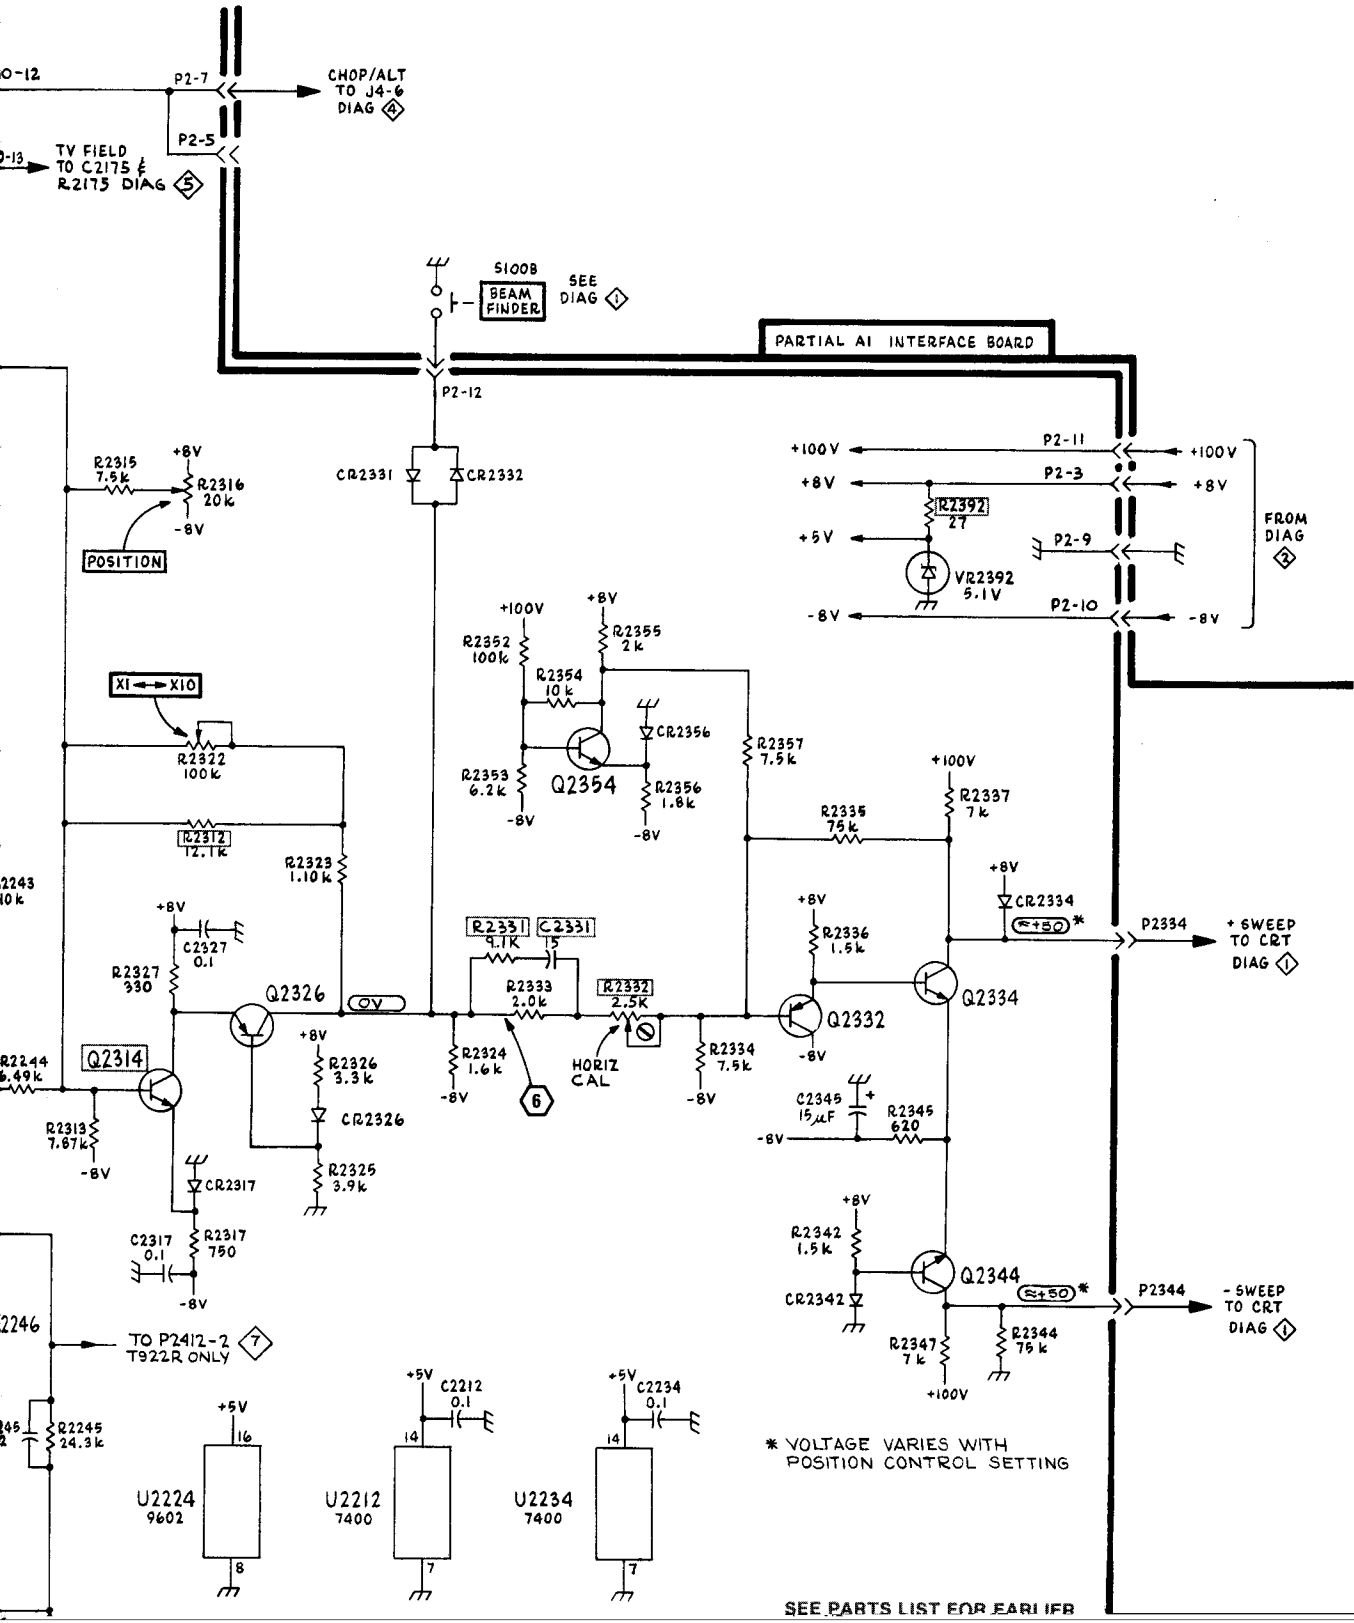 0-12
P2-7
CHOP/ALT
TO J4-6
DIAG 4
P2-5
0-13
TV FIELD
TO C2175 &
R2175 DIAG 5
S100B
BEAM
FINDER
SEE
DIAG 1
PARTIAL A1 INTERFACE BOARD
P2-12
CR2331
CR2332
R2315
7.5k
+8V
R2316
20k
-8V
POSITION
+100V
P2-11
+100V
+8V
P2-3
+8V
R2392
27
+5V
P2-9
VR2392
5.1V
-8V
P2-10
-8V
FROM
DIAG
2
+100V
R2352
100k
+8V
R2355
2k
R2354
10k
CR2356
R2353
6.2k
-8V
Q2354
R2356
1.8k
-8V
R2357
7.5k
X1 ↔ X10
R2322
100k
R2312
12.1k
R2323
1.10k
+100V
R2337
7k
R2335
75k
2243
10k
+8V
C2327
0.1
R2327
330
Q2326
0V
R2331
9.1K
C2331
15
R2333
2.0k
R2332
2.5K
+8V
R2336
1.5k
+8V
CR2334
≈+50 *
P2334
+ SWEEP
TO CRT
DIAG 1
Q2334
Q2332
-8V
R2244
6.49k
Q2314
+8V
R2326
3.3k
CR2326
R2324
1.6k
-8V
6
HORIZ
CAL
R2334
7.5k
-8V
R2313
7.87k
-8V
R2325
3.9k
CR2317
C2345
15µF
+
-8V
R2345
620
C2317
0.1
R2317
750
-8V
+8V
R2342
1.5k
CR2342
Q2344
≈+50 *
P2344
- SWEEP
TO CRT
DIAG 1
R2347
7k
+100V
R2344
75k
2246
TO P2412-2 7
T922R ONLY
R2245
24.3k
+5V
16
U2224
9602
8
+5V
C2212
0.1
14
U2212
7400
7
+5V
C2234
0.1
14
U2234
7400
7
* VOLTAGE VARIES WITH
POSITION CONTROL SETTING
SEE PARTS LIST FOR EARLIER